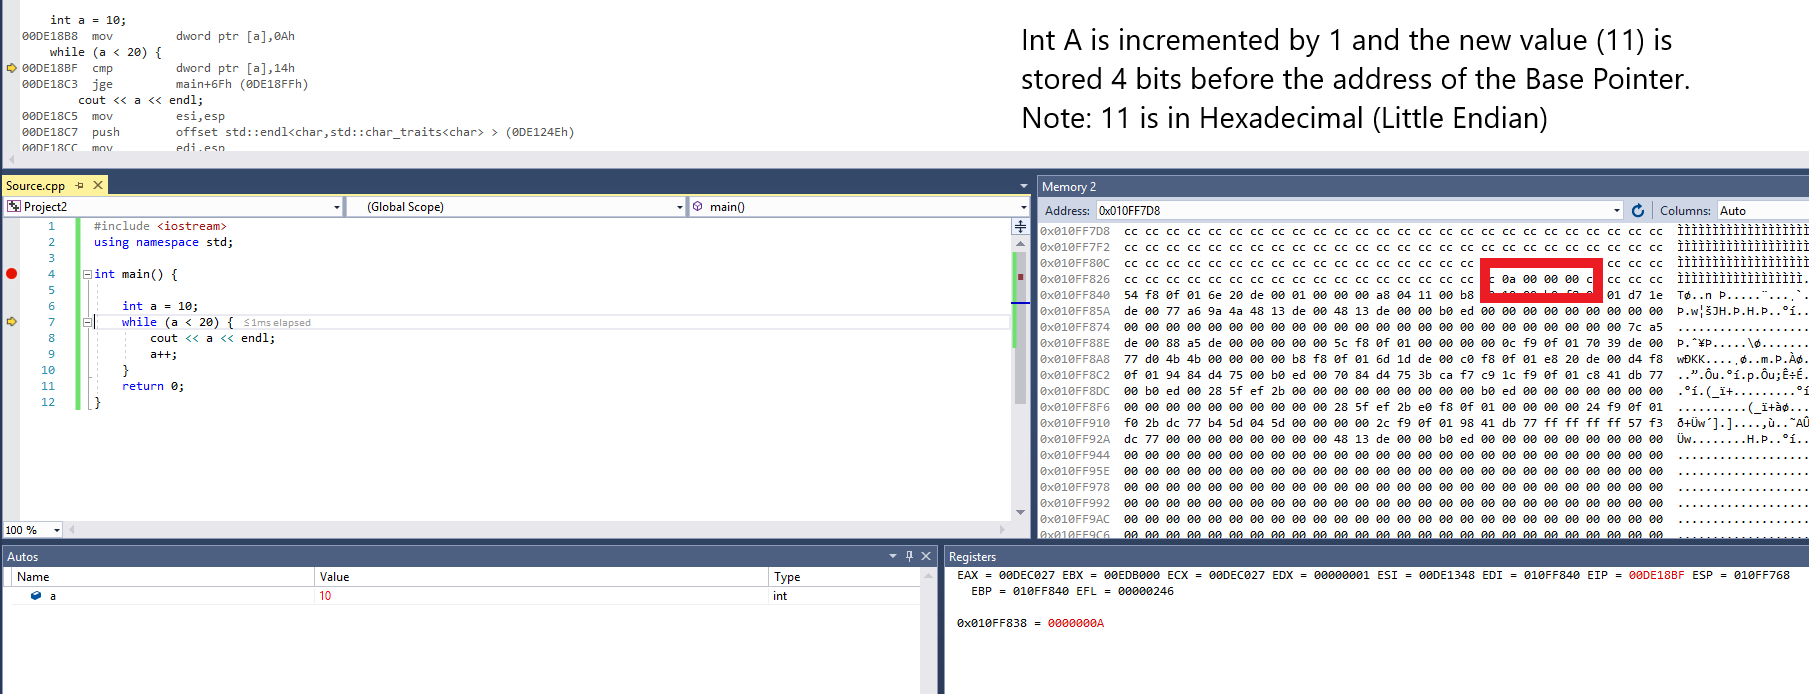 int a = 10;
00DE18B8 mov dword ptr [a],0Ah
while (a < 20) {
00DE18BF cmp dword ptr [a],14h
00DE18C3 jge main+6Fh (0DE18FFh)
cout << a << endl;
00DE18C5 mov esi,esp
00DE18C7 push offset std::endl<char,std::char_traits<char> > (0DE124Eh)
00DE18CC mov edi,esp
Int A is incremented by 1 and the new value (11) is
stored 4 bits before the address of the Base Pointer.
Note: 11 is in Hexadecimal (Little Endian)
Source.cpp
Project2 (Global Scope) main()
1 #include <iostream>
2 using namespace std;
3
4 int main() {
5
6 int a = 10;
7 while (a < 20) { ≤1ms elapsed
8 cout << a << endl;
9 a++;
10 }
11 return 0;
12 }
100 %
Memory 2
Address: 0x010FF7D8 Columns: Auto
0x010FF7D8 cc cc cc cc cc cc cc cc cc cc cc cc cc cc cc cc cc cc cc cc cc cc cc cc cc cc
0x010FF7F2 cc cc cc cc cc cc cc cc cc cc cc cc cc cc cc cc cc cc cc cc cc cc cc cc cc cc
0x010FF80C cc cc cc cc cc cc cc cc cc cc cc cc cc cc cc cc cc cc cc cc
0x010FF826 cc cc cc cc cc cc cc cc cc cc cc cc cc cc cc cc cc c 0a 00 00 00 c cc cc cc
0x010FF840 54 f8 0f 01 6e 20 de 00 01 00 00 00 a8 04 11 00 b8 01 d7 1e
0x010FF85A de 00 77 a6 9a 4a 48 13 de 00 48 13 de 00 00 b0 ed 00 00 00 00 00 00 00 00 00
0x010FF874 00 00 00 00 00 00 00 00 00 00 00 00 00 00 00 00 00 00 00 00 00 00 00 00 7c a5
0x010FF88E de 00 88 a5 de 00 00 00 00 00 5c f8 0f 01 00 00 00 00 0c f9 0f 01 70 39 de 00
0x010FF8A8 77 d0 4b 4b 00 00 00 00 b8 f8 0f 01 6d 1d de 00 c0 f8 0f 01 e8 20 de 00 d4 f8
0x010FF8C2 0f 01 94 84 d4 75 00 b0 ed 00 70 84 d4 75 3b ca f7 c9 1c f9 0f 01 c8 41 db 77
0x010FF8DC 00 b0 ed 00 28 5f ef 2b 00 00 00 00 00 00 00 00 00 b0 ed 00 00 00 00 00 00 00
0x010FF8F6 00 00 00 00 00 00 00 00 00 00 28 5f ef 2b e0 f8 0f 01 00 00 00 00 24 f9 0f 01
0x010FF910 f0 2b dc 77 b4 5d 04 5d 00 00 00 00 2c f9 0f 01 98 41 db 77 ff ff ff ff 57 f3
0x010FF92A dc 77 00 00 00 00 00 00 00 00 48 13 de 00 00 b0 ed 00 00 00 00 00 00 00 00 00
0x010FF944 00 00 00 00 00 00 00 00 00 00 00 00 00 00 00 00 00 00 00 00 00 00 00 00 00 00
0x010FF95E 00 00 00 00 00 00 00 00 00 00 00 00 00 00 00 00 00 00 00 00 00 00 00 00 00 00
0x010FF978 00 00 00 00 00 00 00 00 00 00 00 00 00 00 00 00 00 00 00 00 00 00 00 00 00 00
0x010FF992 00 00 00 00 00 00 00 00 00 00 00 00 00 00 00 00 00 00 00 00 00 00 00 00 00 00
0x010FF9AC 00 00 00 00 00 00 00 00 00 00 00 00 00 00 00 00 00 00 00 00 00 00 00 00 00 00
0x010FF9C6 00 00 00 00 00 00 00 00 00 00 00 00 00 00 00 00 00 00 00 00 00 00 00 00 00 00
Autos
Name Value Type
a 10 int
Registers
EAX = 00DEC027 EBX = 00EDB000 ECX = 00DEC027 EDX = 00000001 ESI = 00DE1348 EDI = 010FF840 EIP = 00DE18BF ESP = 010FF768
EBP = 010FF840 EFL = 00000246
0x010FF838 = 0000000A